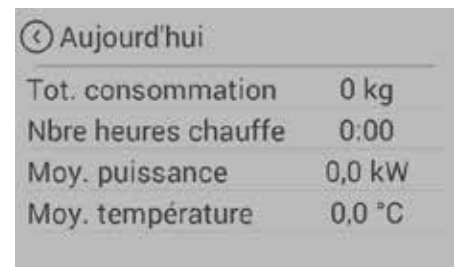 Aujourd'hui
Tot. consommation 0 kg
Nbre heures chauffe 0:00
Moy. puissance 0,0 kW
Moy. température 0,0 °C